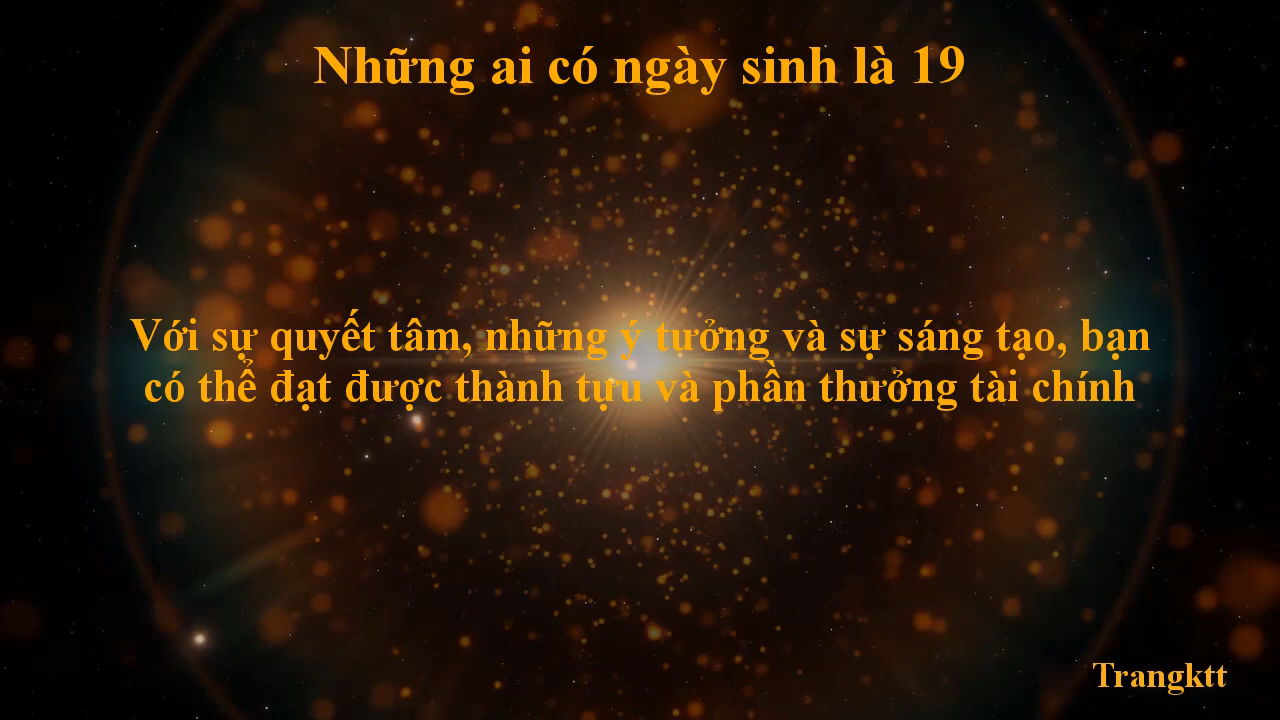 Những ai có ngày sinh là 19
Với sự quyết tâm, những ý tưởng và sự sáng tạo, bạn
có thể đạt được thành tựu và phần thưởng tài chính
Trangktt